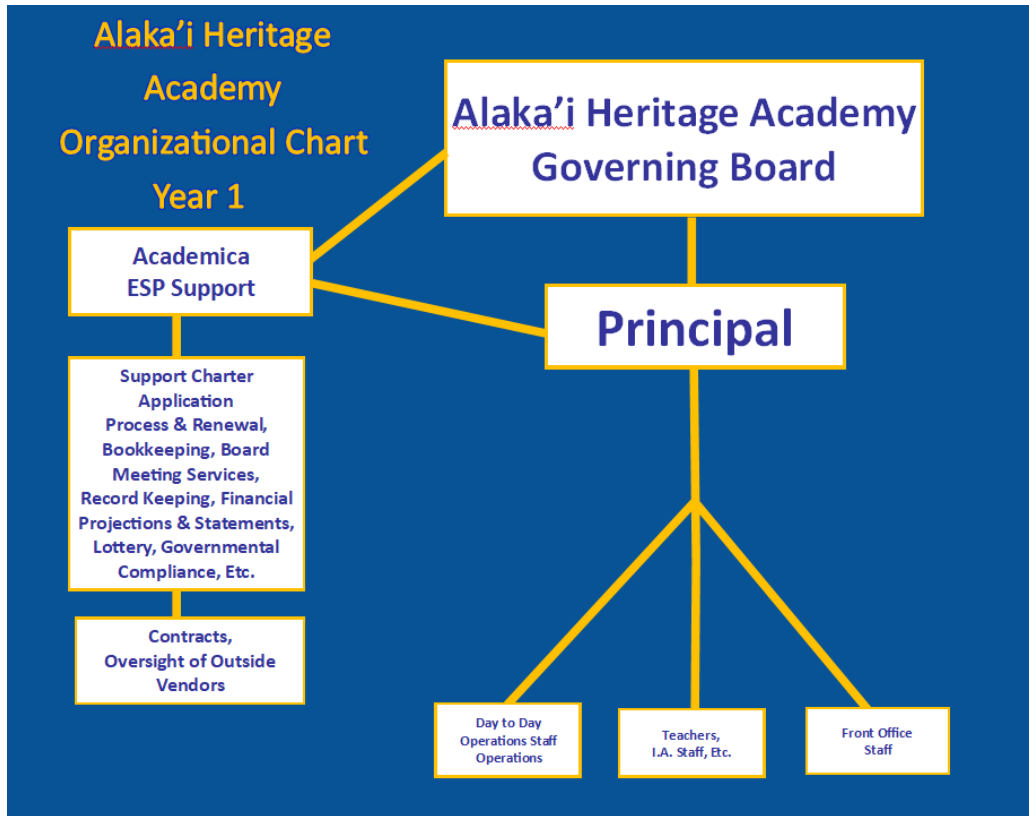 Alaka’i Heritage
Academy
Organizational Chart
Year 1
Alaka’i Heritage Academy
Governing Board
Academica
ESP Support
Principal
Support Charter
Application
Process & Renewal,
Bookkeeping, Board
Meeting Services,
Record Keeping, Financial
Projections & Statements,
Lottery, Governmental
Compliance, Etc.
Contracts,
Oversight of Outside
Vendors
Day to Day
Operations Staff
Operations
Teachers,
I.A. Staff, Etc.
Front Office
Staff